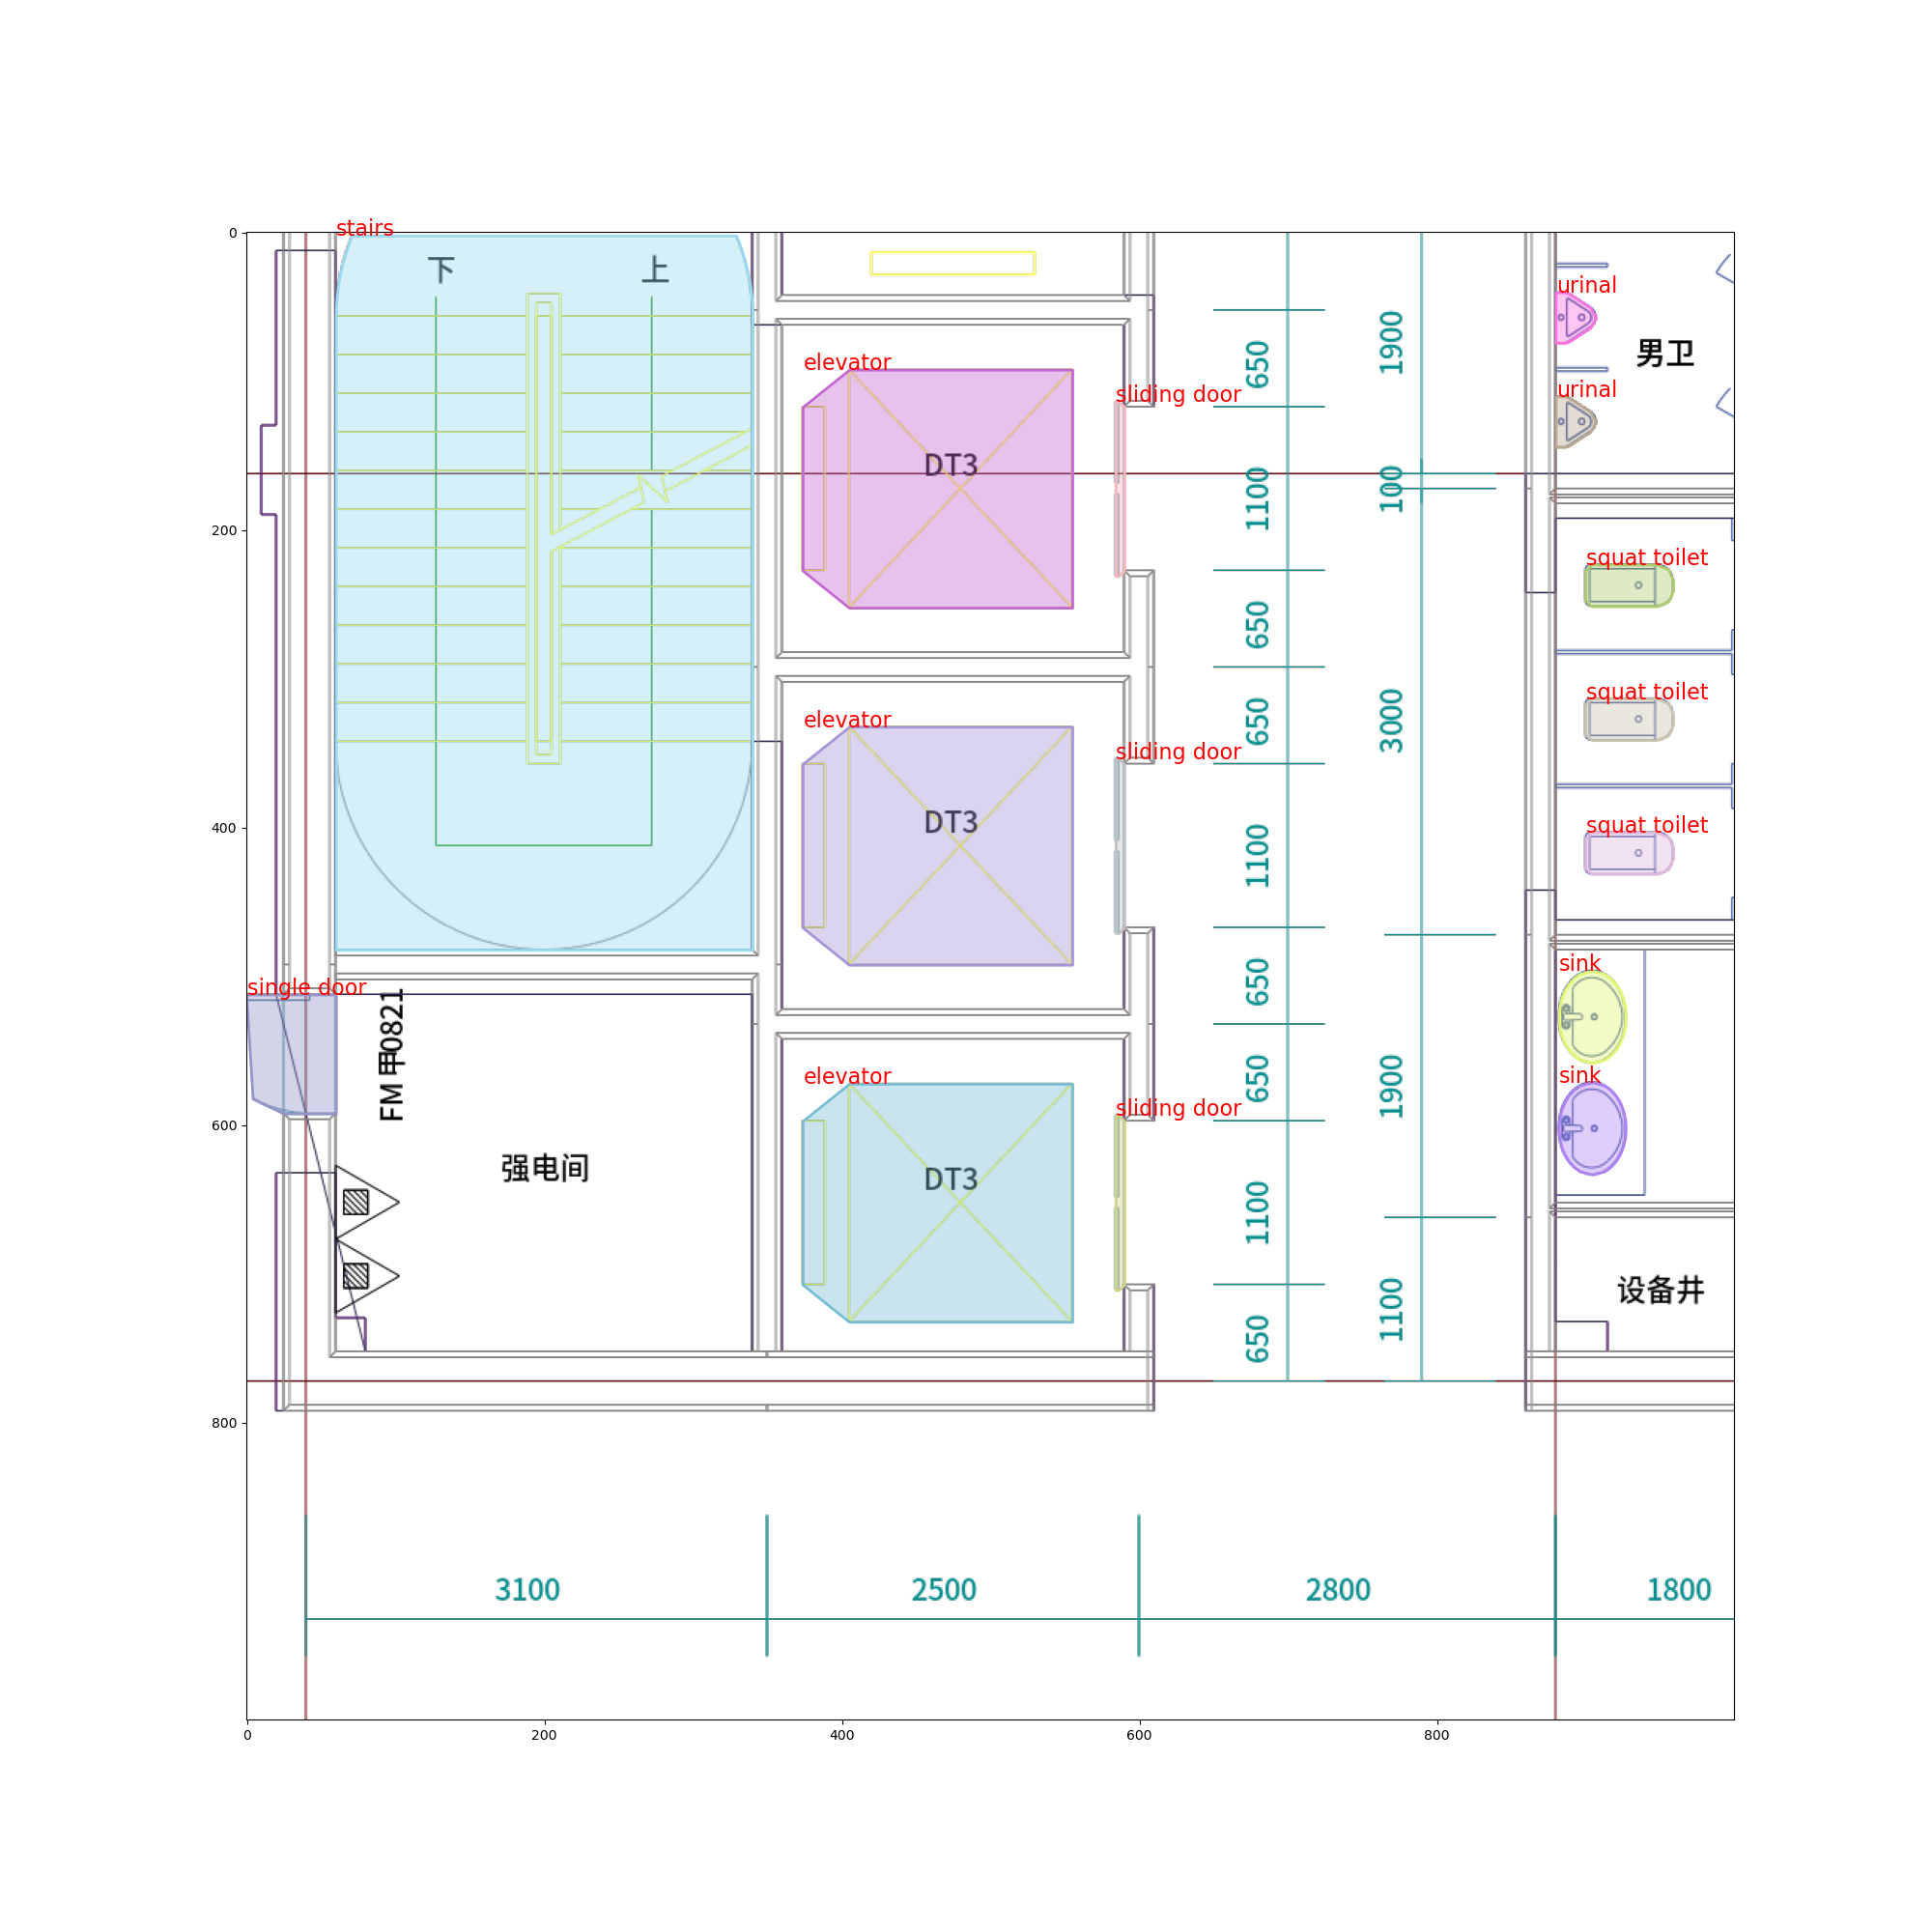 0
stairs
下
上
urinal
男卫
elevator
650
1900
urinal
sliding door
DT3
1100
100
200
squat toilet
650
squat toilet
elevator
650
3000
sliding door
DT3
squat toilet
400
1100
sink
single door
650
FM甲0821
elevator
650
1900
sink
sliding door
600
强电间
DT3
1100
设备井
650
1100
800
3100
2500
2800
1800
0
200
400
600
800